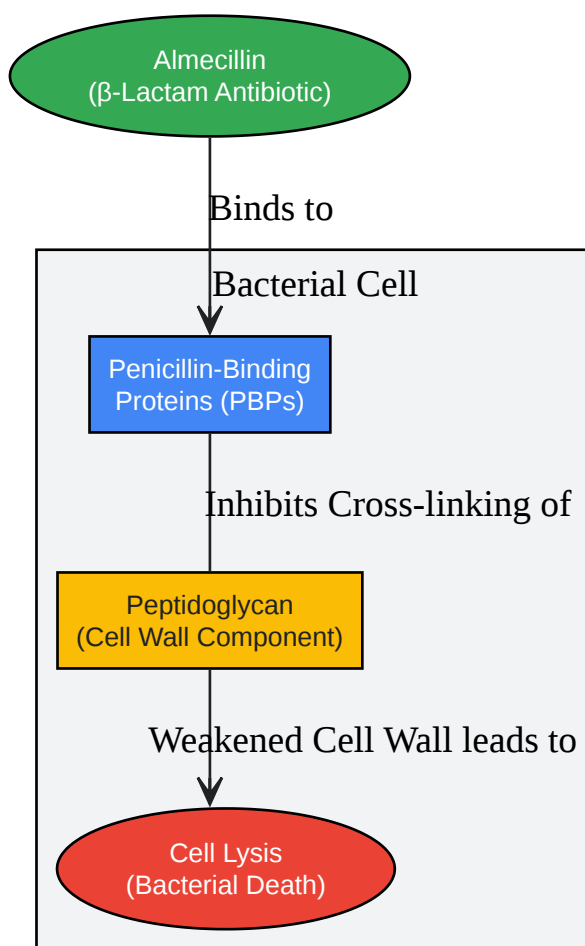 Almecillin
(β-Lactam Antibiotic)
Binds to
Bacterial Cell
Penicillin-Binding
Proteins (PBPs)
Inhibits Cross-linking of
Peptidoglycan
(Cell Wall Component)
Weakened Cell Wall leads to
Cell Lysis
(Bacterial Death)